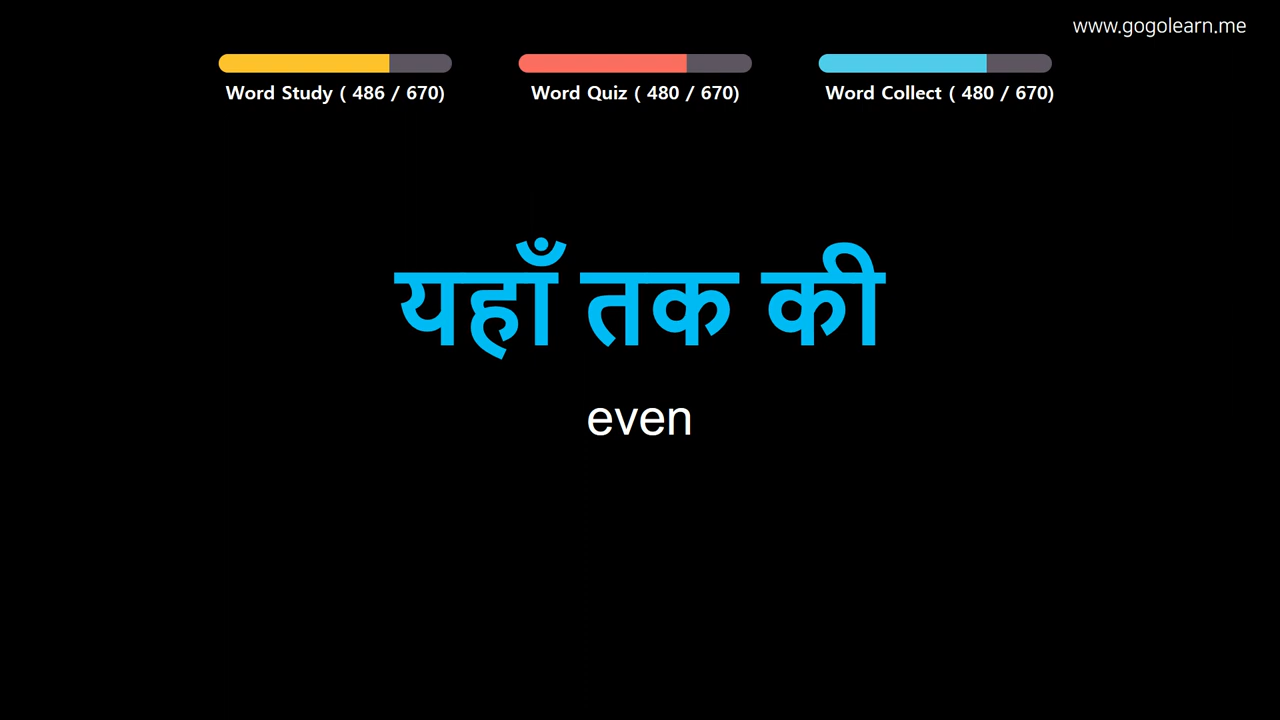 www.gogolearn.me
Word Study ( 486 / 670)
Word Quiz ( 480 / 670)
Word Collect ( 480 / 670)
यहाँ तक की
even